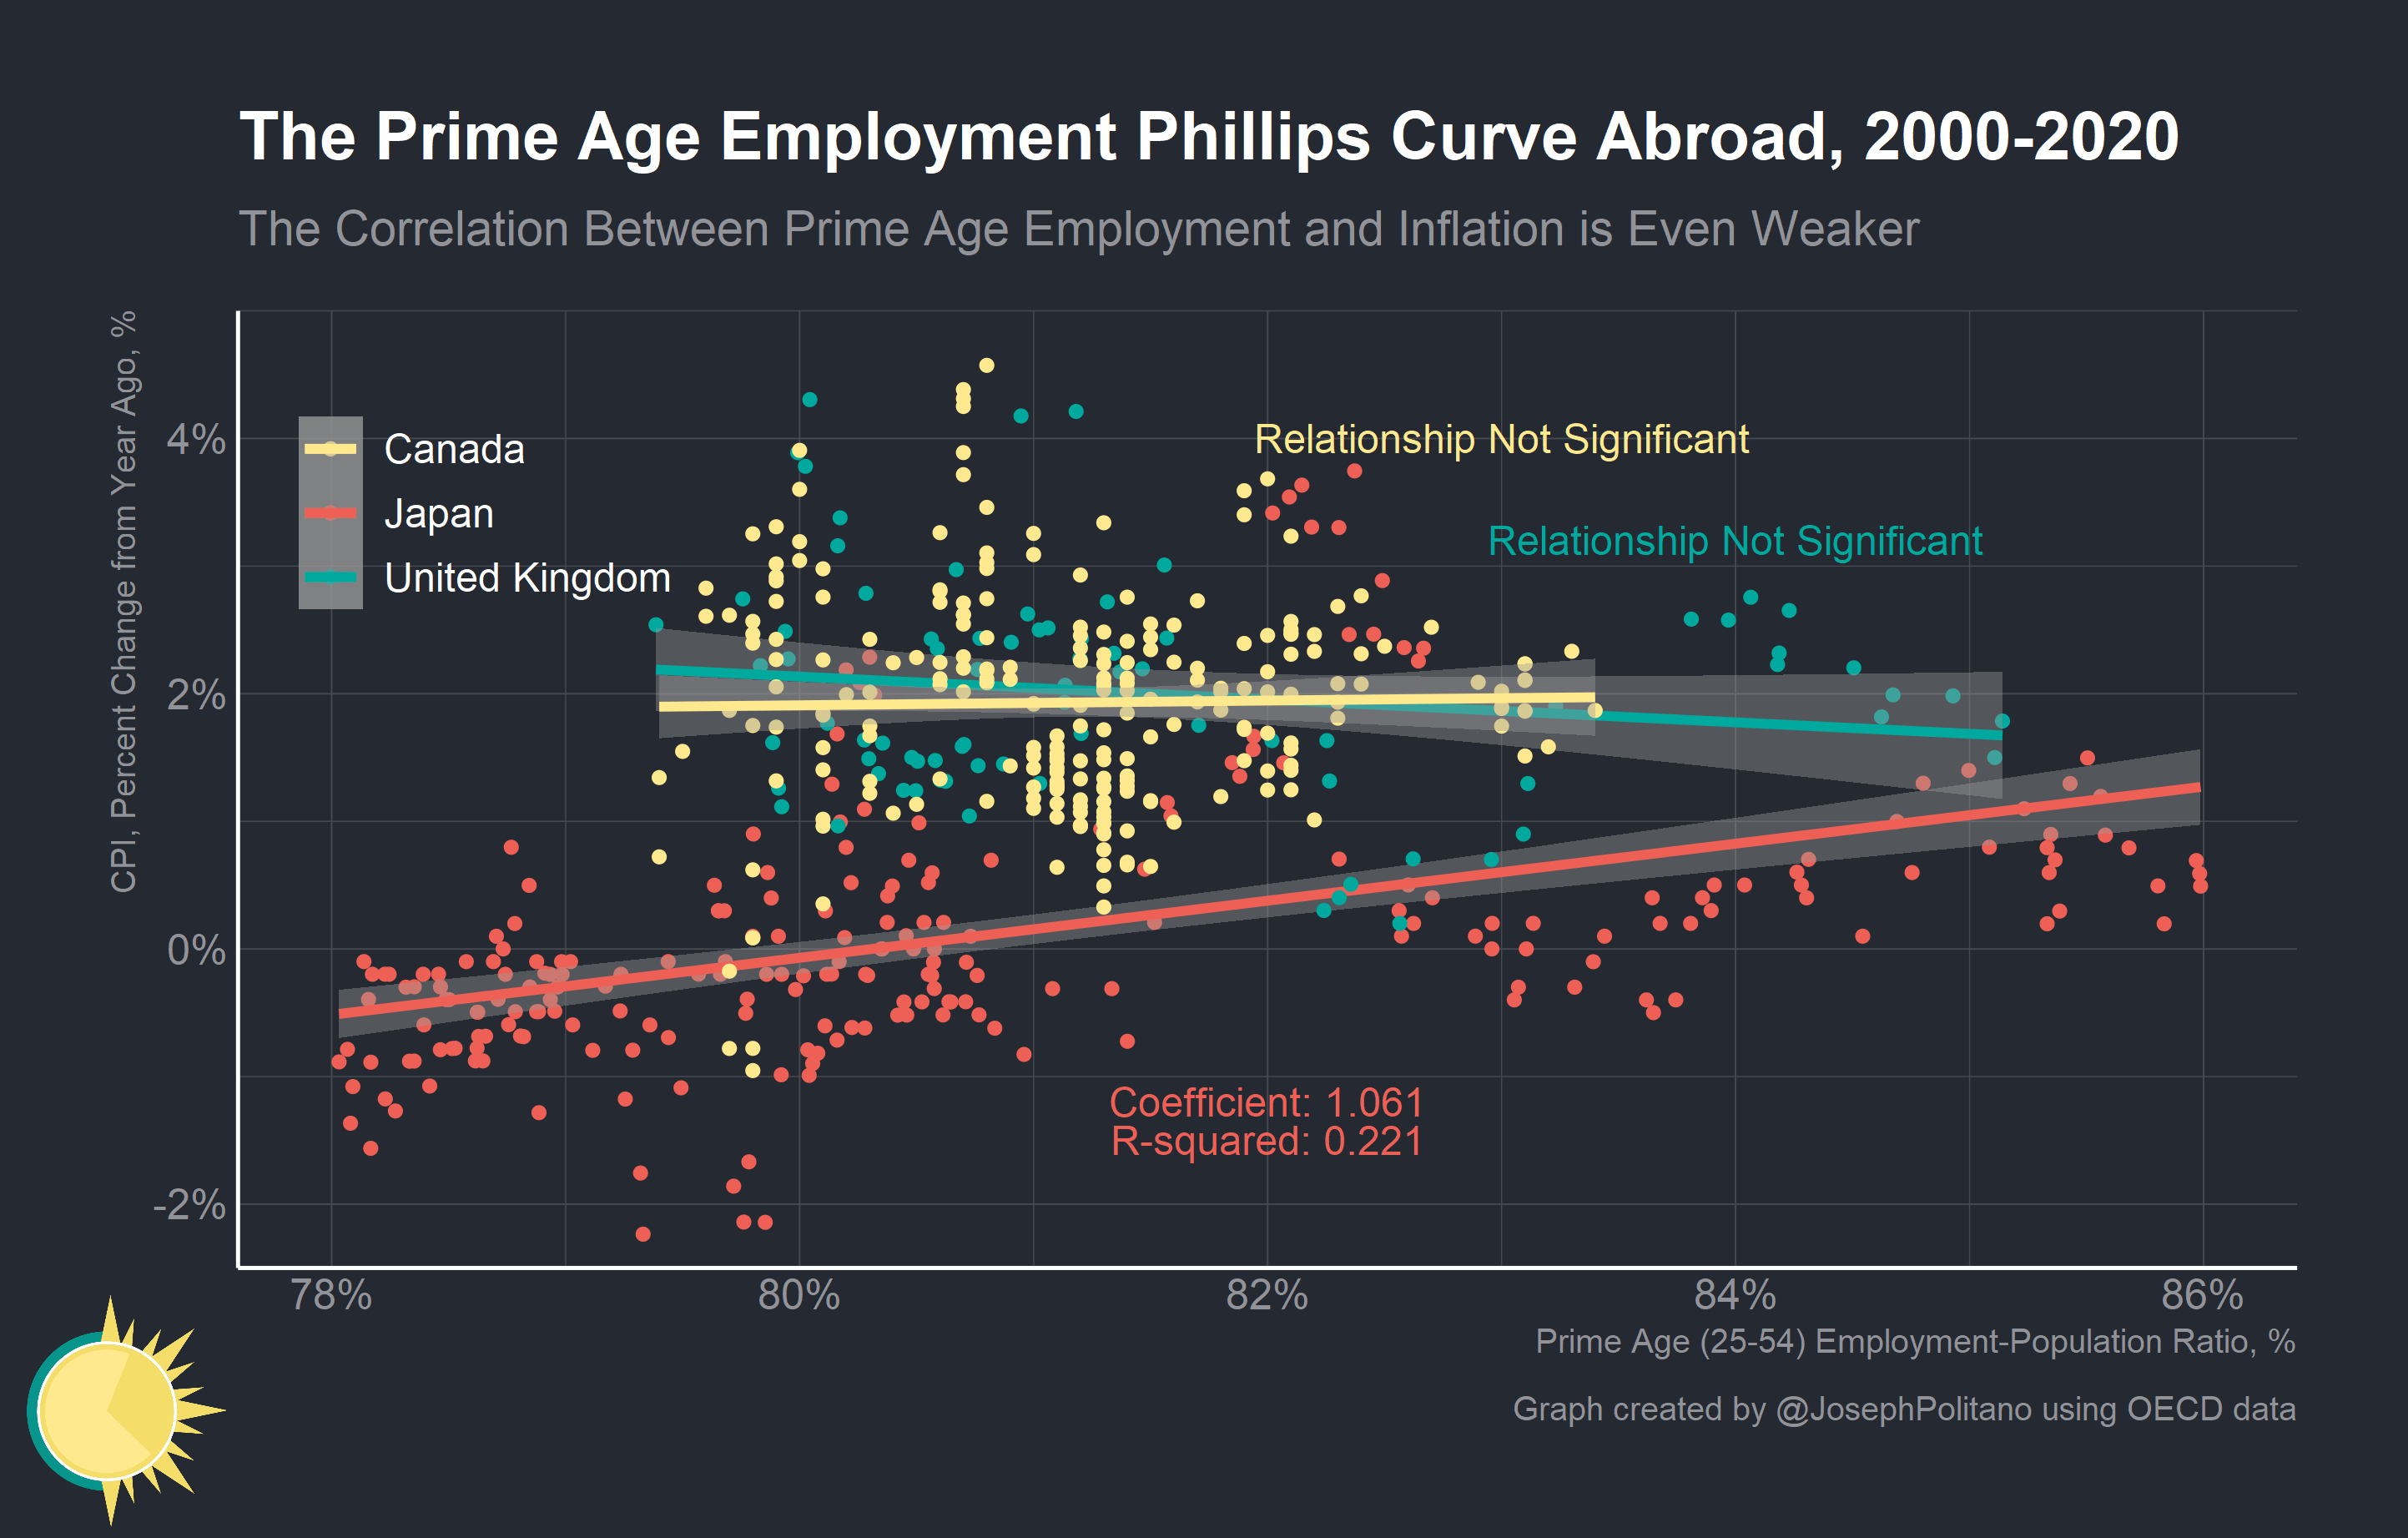 The Prime Age Employment Phillips Curve Abroad, 2000-2020
The Correlation Between Prime Age Employment and Inflation is Even Weaker
CPI, Percent Change from Year Ago, %
4%
2%
0%
-2%
Canada
Japan
United Kingdom
Relationship Not Significant
Relationship Not Significant
Coefficient: 1.061
R-squared: 0.221
78%
80%
82%
84%
86%
Prime Age (25-54) Employment-Population Ratio, %
Graph created by @JosephPolitano using OECD data